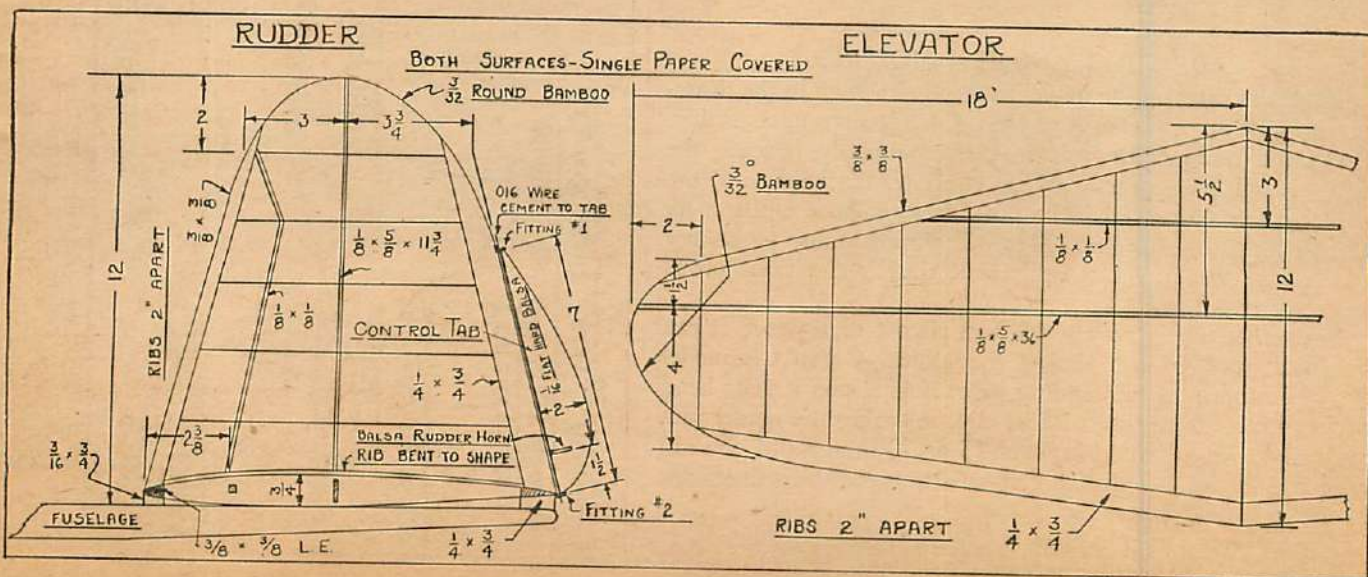 RUDDER
ELEVATOR
BOTH SURFACES-SINGLE PAPER COVERED
3/32 ROUND BAMBOO
18"
2
3
3 3/4
3/8 x 3/8
3/8 x 3/8
3/32 ° BAMBOO
016 WIRE
CEMENT TO TAB
FITTING #1
5 1/2
3
2
12
RIBS 2" APART
1/8 x 5/8 x 11 3/4
1/8 x 1/8
1/8 x 1/8
1 1/2
12
7
CONTROL TAB
1/16 FLAT HARD BALSA
1/8 x 5/8 x 36
4
1/4 x 3/4
2
2 3/8
BALSA RUDDER HORN
RIB BENT TO SHAPE
1 1/2
3/16 x 3/4
3/4
FUSELAGE
FITTING #2
3/8 x 3/8 L.E.
1/4 x 3/4
RIBS 2" APART
1/4 x 3/4